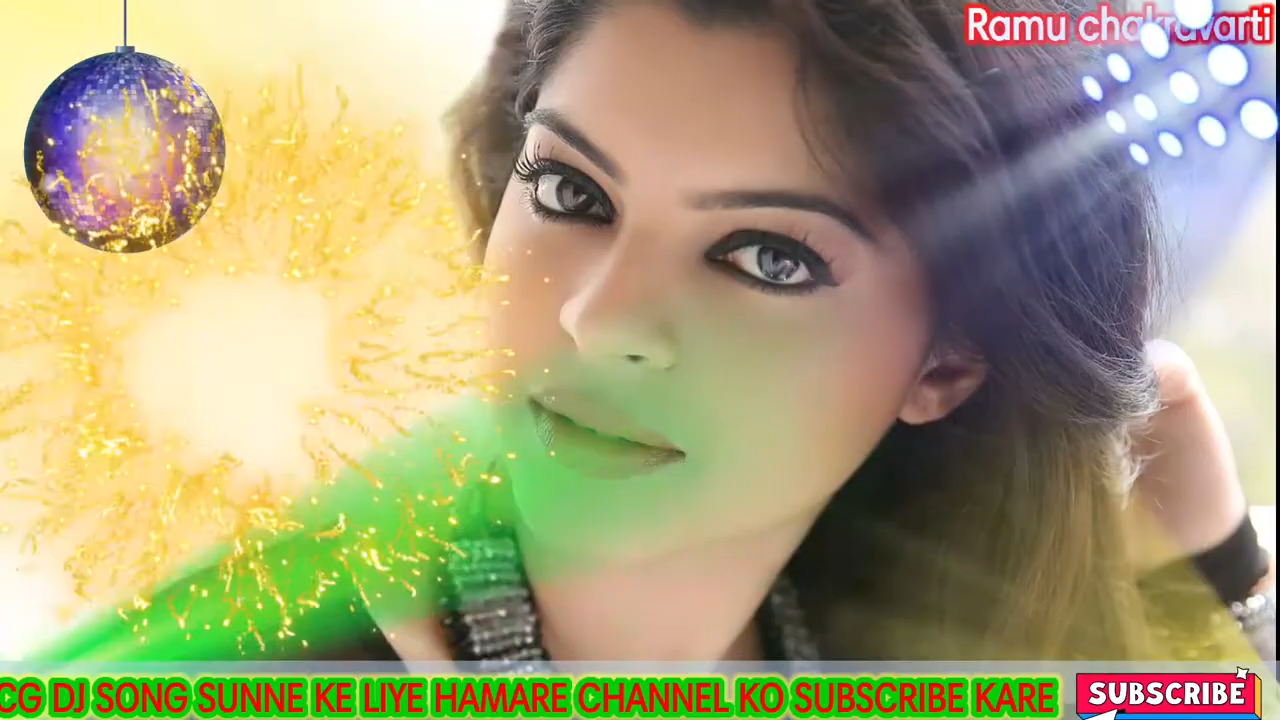 Ramu chakravarti
CG DJ SONG SUNNE KE LIYE HAMARE CHANNEL KO SUBSCRIBE KARE
SUBSCRIBE